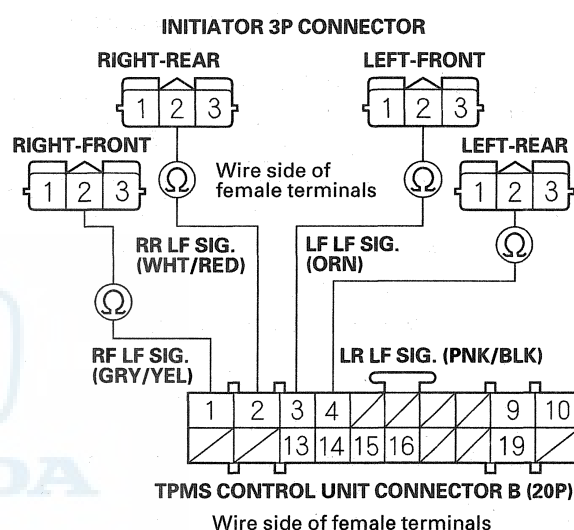 INITIATOR 3P CONNECTOR
RIGHT-REAR
LEFT-FRONT
1 2 3
1 2 3
RIGHT-FRONT
LEFT-REAR
1 2 3
1 2 3
Ω
Wire side of
female terminals
Ω
Ω
RR LF SIG.
(WHT/RED)
LF LF SIG.
(ORN)
Ω
RF LF SIG.
(GRY/YEL)
LR LF SIG. (PNK/BLK)
1 2 3 4 9 10
13 14 15 16 19
TPMS CONTROL UNIT CONNECTOR B (20P)
Wire side of female terminals